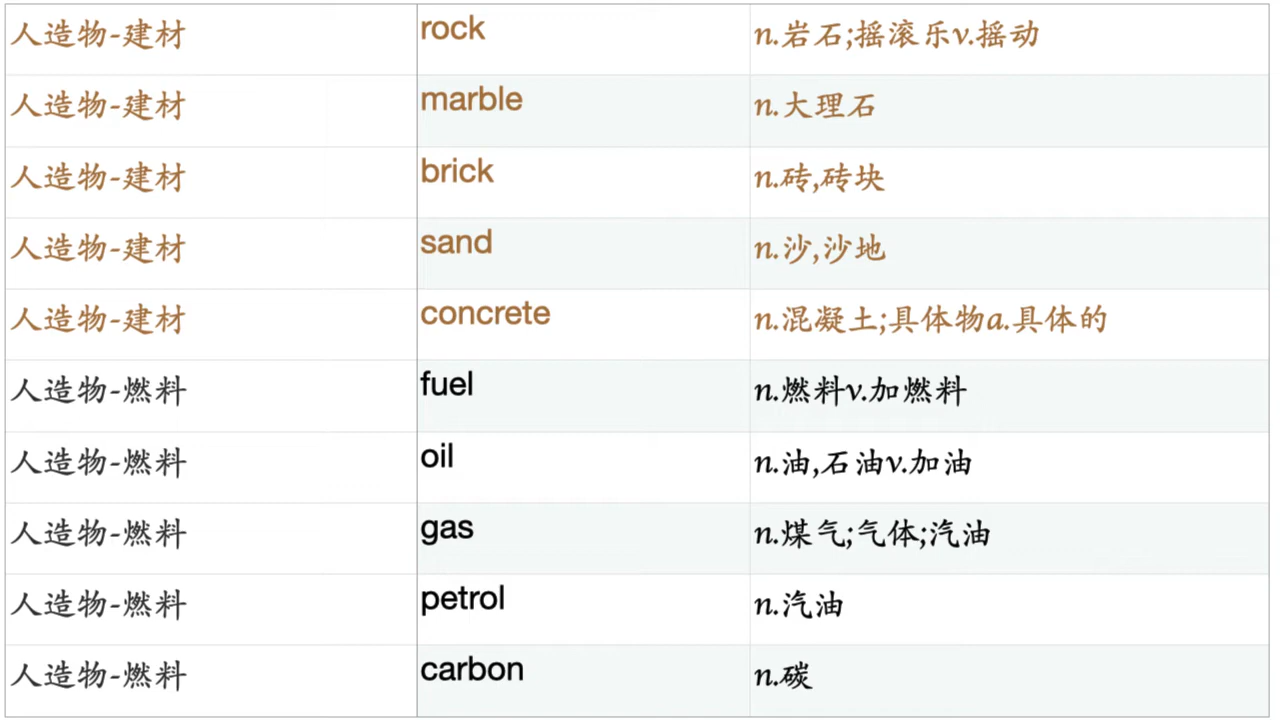 人造物-建材 rock n.岩石;摇滚乐v.摇动
人造物-建材 marble n.大理石
人造物-建材 brick n.砖,砖块
人造物-建材 sand n.沙,沙地
人造物-建材 concrete n.混凝土;具体物a.具体的
人造物-燃料 fuel n.燃料v.加燃料
人造物-燃料 oil n.油,石油v.加油
人造物-燃料 gas n.煤气;气体;汽油
人造物-燃料 petrol n.汽油
人造物-燃料 carbon n.碳